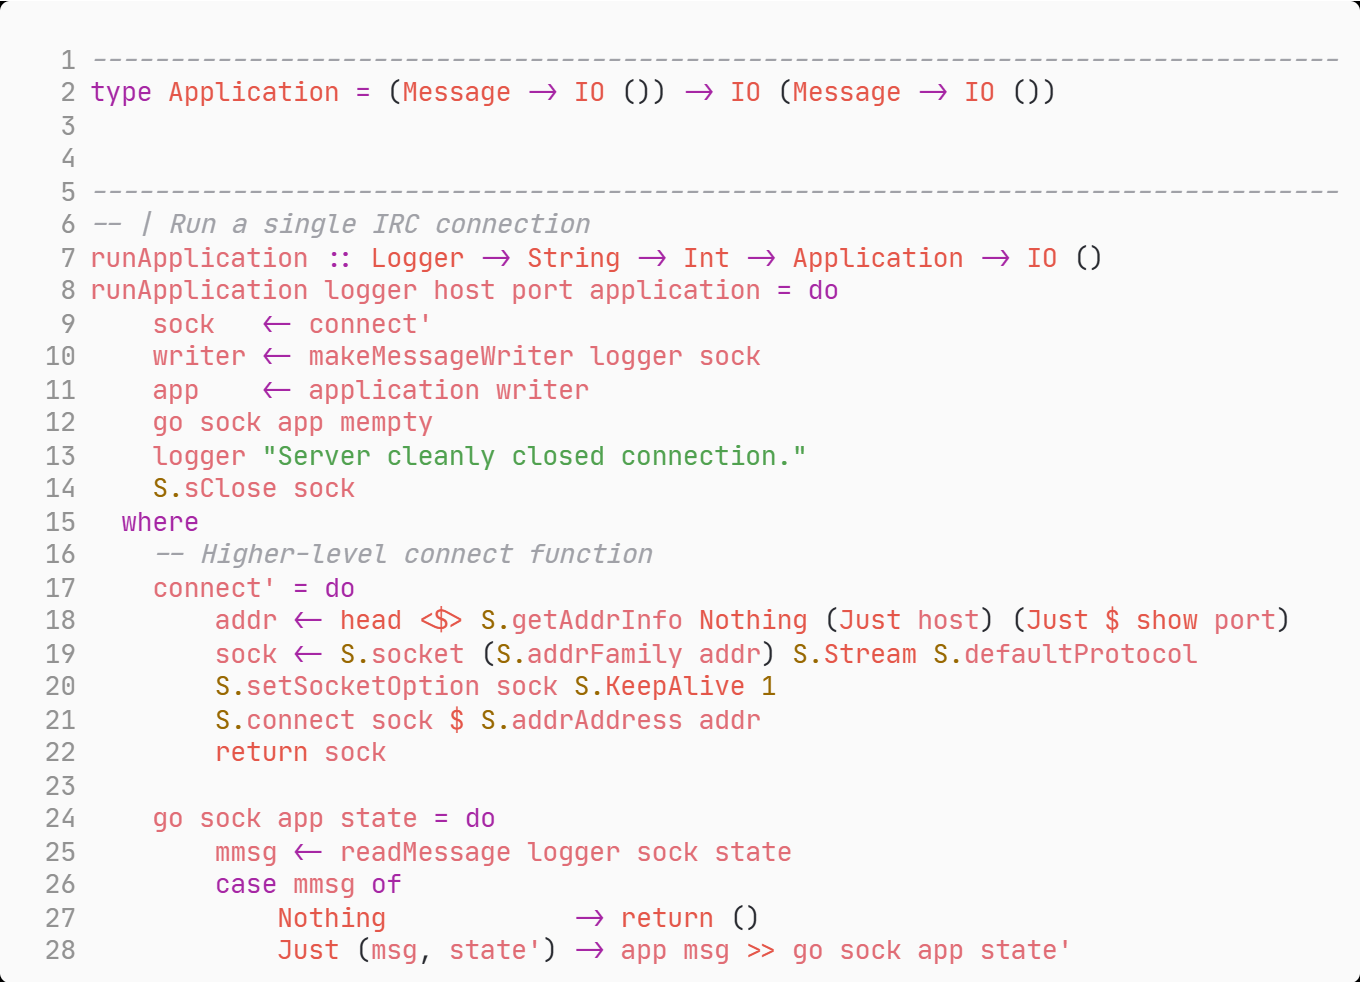 1 --------------------------------------------------------------------------------
2 type Application = (Message -> IO ()) -> IO (Message -> IO ())
3
4
5 --------------------------------------------------------------------------------
6 -- | Run a single IRC connection
7 runApplication :: Logger -> String -> Int -> Application -> IO ()
8 runApplication logger host port application = do
9     sock   <- connect'
10     writer <- makeMessageWriter logger sock
11     app    <- application writer
12     go sock app mempty
13     logger "Server cleanly closed connection."
14     S.sClose sock
15   where
16     -- Higher-level connect function
17     connect' = do
18         addr <- head <$> S.getAddrInfo Nothing (Just host) (Just $ show port)
19         sock <- S.socket (S.addrFamily addr) S.Stream S.defaultProtocol
20         S.setSocketOption sock S.KeepAlive 1
21         S.connect sock $ S.addrAddress addr
22         return sock
23
24     go sock app state = do
25         mmsg <- readMessage logger sock state
26         case mmsg of
27             Nothing            -> return ()
28             Just (msg, state') -> app msg >> go sock app state'